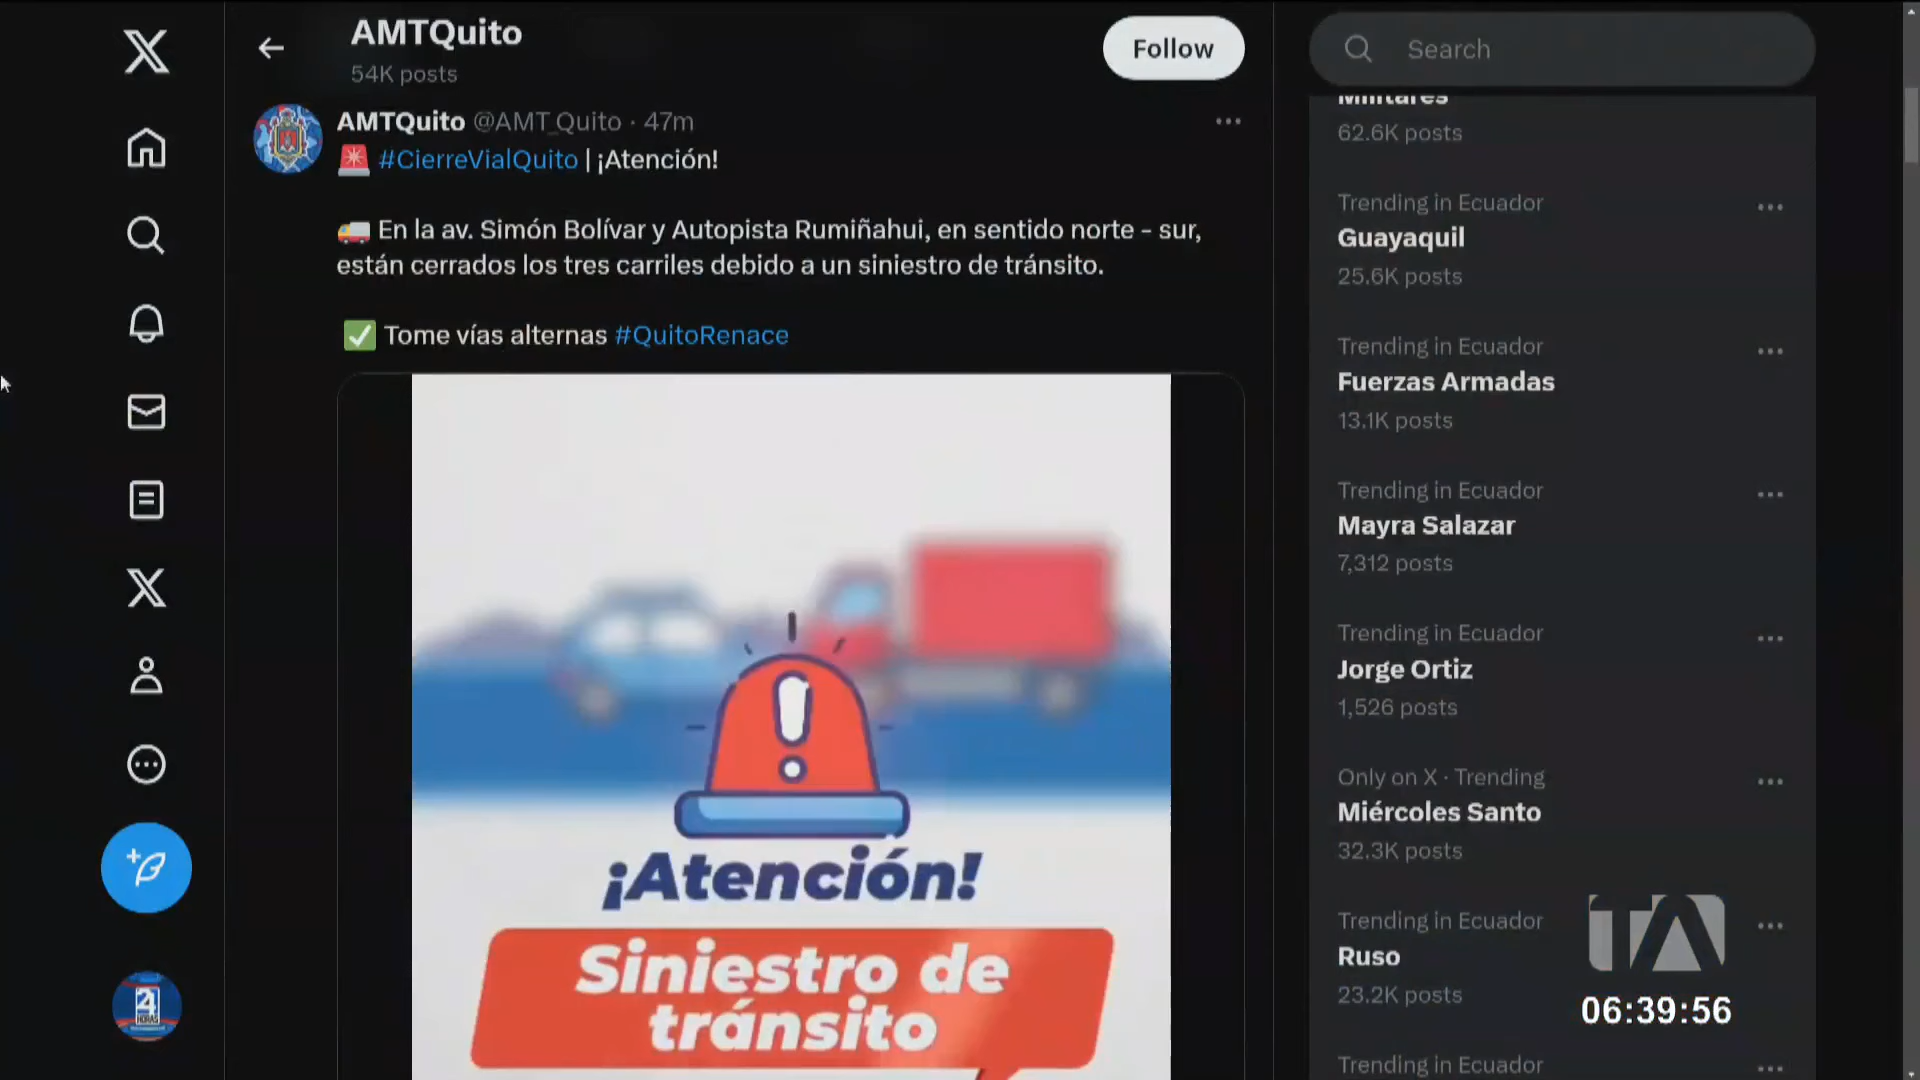 AMTQuito
54K posts
Follow
Search
AMTQuito @AMT_Quito · 47m
#CierreVialQuito | ¡Atención!
En la av. Simón Bolívar y Autopista Rumiñahui, en sentido norte - sur,
están cerrados los tres carriles debido a un siniestro de tránsito.
Tome vías alternas #QuitoRenace
¡Atención!
Siniestro de
tránsito
Militares
62.6K posts
Trending in Ecuador
Guayaquil
25.6K posts
Trending in Ecuador
Fuerzas Armadas
13.1K posts
Trending in Ecuador
Mayra Salazar
7,312 posts
Trending in Ecuador
Jorge Ortiz
1,526 posts
Only on X · Trending
Miércoles Santo
32.3K posts
Trending in Ecuador
Ruso
23.2K posts
Trending in Ecuador
TA
06:39:56
24
HORAS